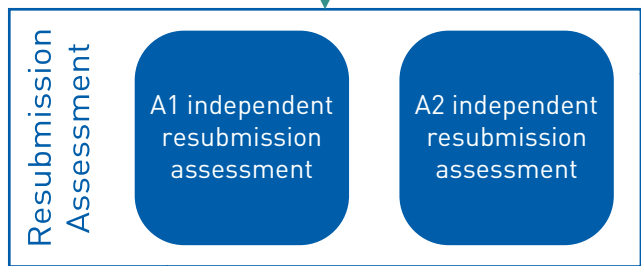 Resubmission
Assessment
A1 independent
resubmission
assessment
A2 independent
resubmission
assessment